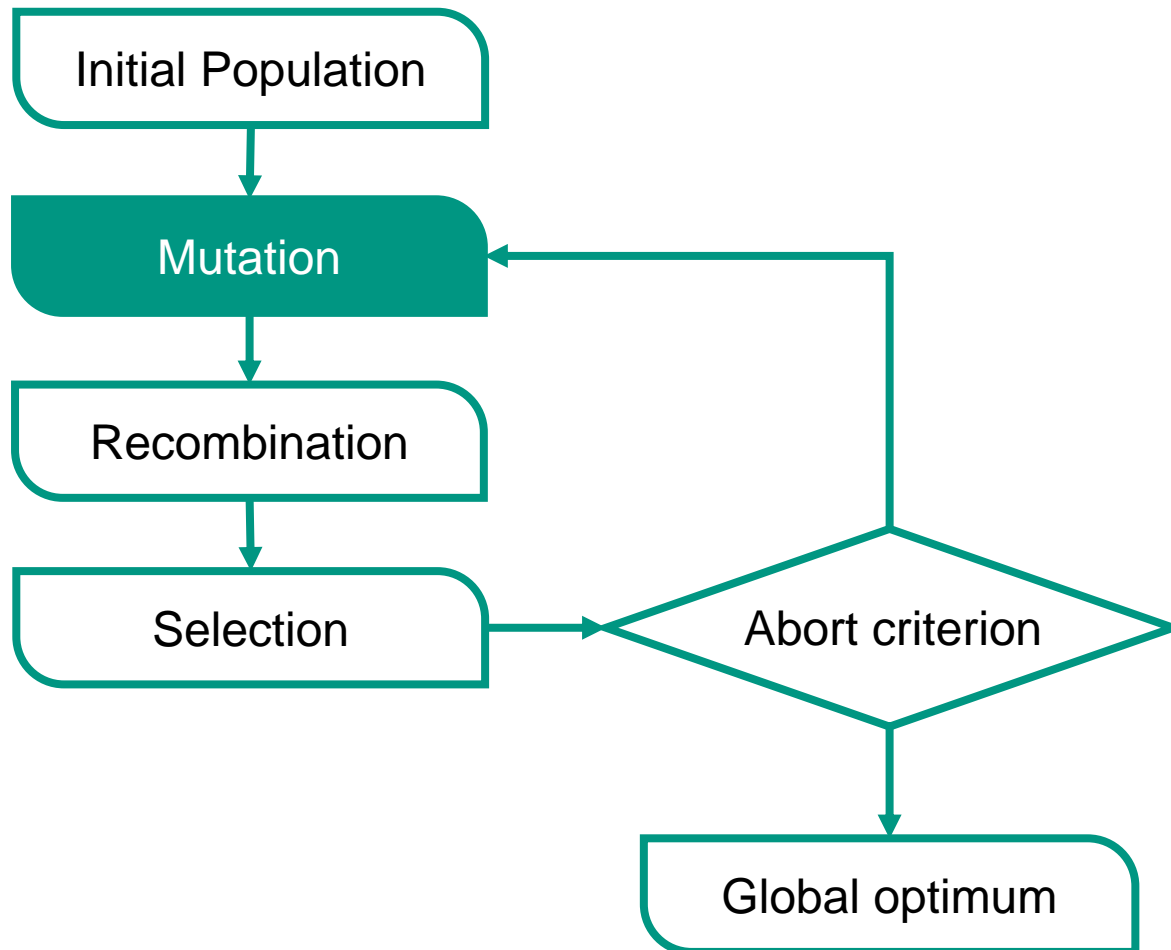 Initial Population
Mutation
Recombination
Selection
Abort criterion
Global optimum